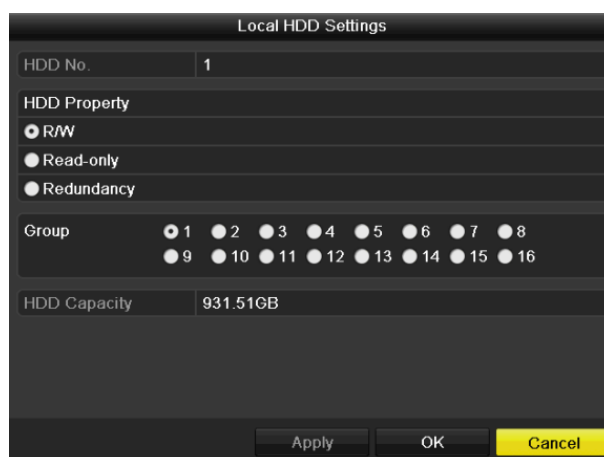 Local HDD Settings
HDD No. 1
HDD Property
R/W
Read-only
Redundancy
Group 1 2 3 4 5 6 7 8
9 10 11 12 13 14 15 16
HDD Capacity 931.51GB
Apply OK Cancel